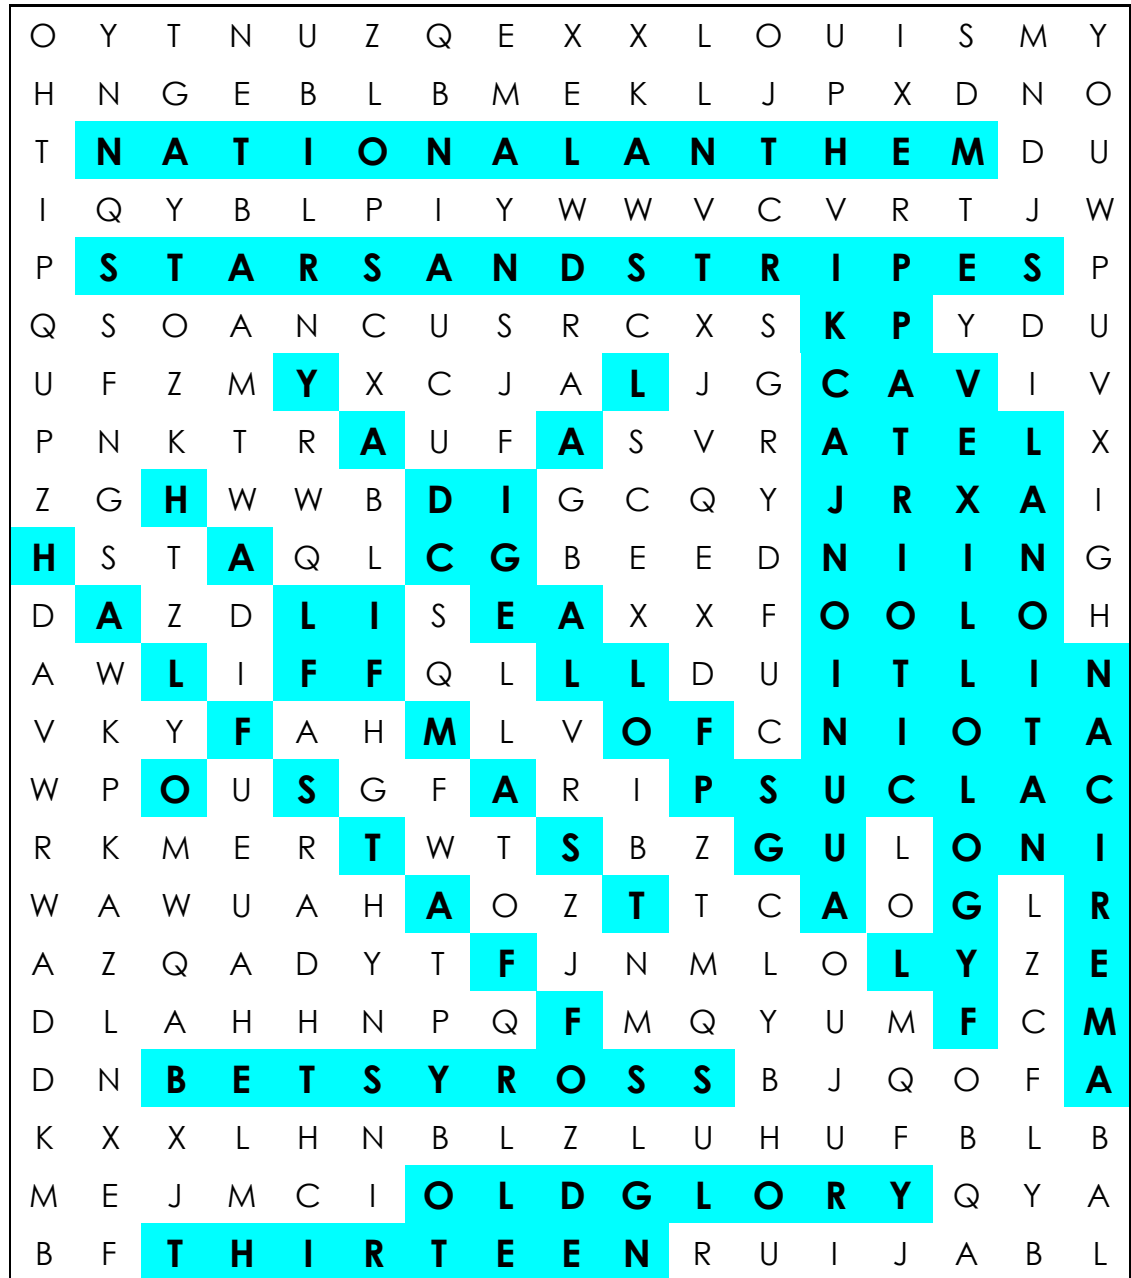 O Y T N U Z Q E X X L O U I S M Y
H N G E B L B M E K L J P X D N O
T N A T I O N A L A N T H E M D U
I Q Y B L P I Y W W V C V R T J W
P S T A R S A N D S T R I P E S P
Q S O A N C U S R C X S K P Y D U
U F Z M Y X C J A L J G C A V I V
P N K T R A U F A S V R A T E L X
Z G H W W B D I G C Q Y J R X A I
H S T A Q L C G B E E D N I I N G
D A Z D L I S E A X X F O O L O H
A W L I F F Q L L L D U I T L I N
V K Y F A H M L V O F C N I O T A
W P O U S G F A R I P S U C L A C
R K M E R T W T S B Z G U L O N I
W A W U A H A O Z T T C A O G L R
A Z Q A D Y T F J N M L O L Y Z E
D L A H H N P Q F M Q Y U M F C M
D N B E T S Y R O S S B J Q O F A
K X X L H N B L Z L U H U F B L B
M E J M C I O L D G L O R Y Q Y A
B F T H I R T E E N R U I J A B L